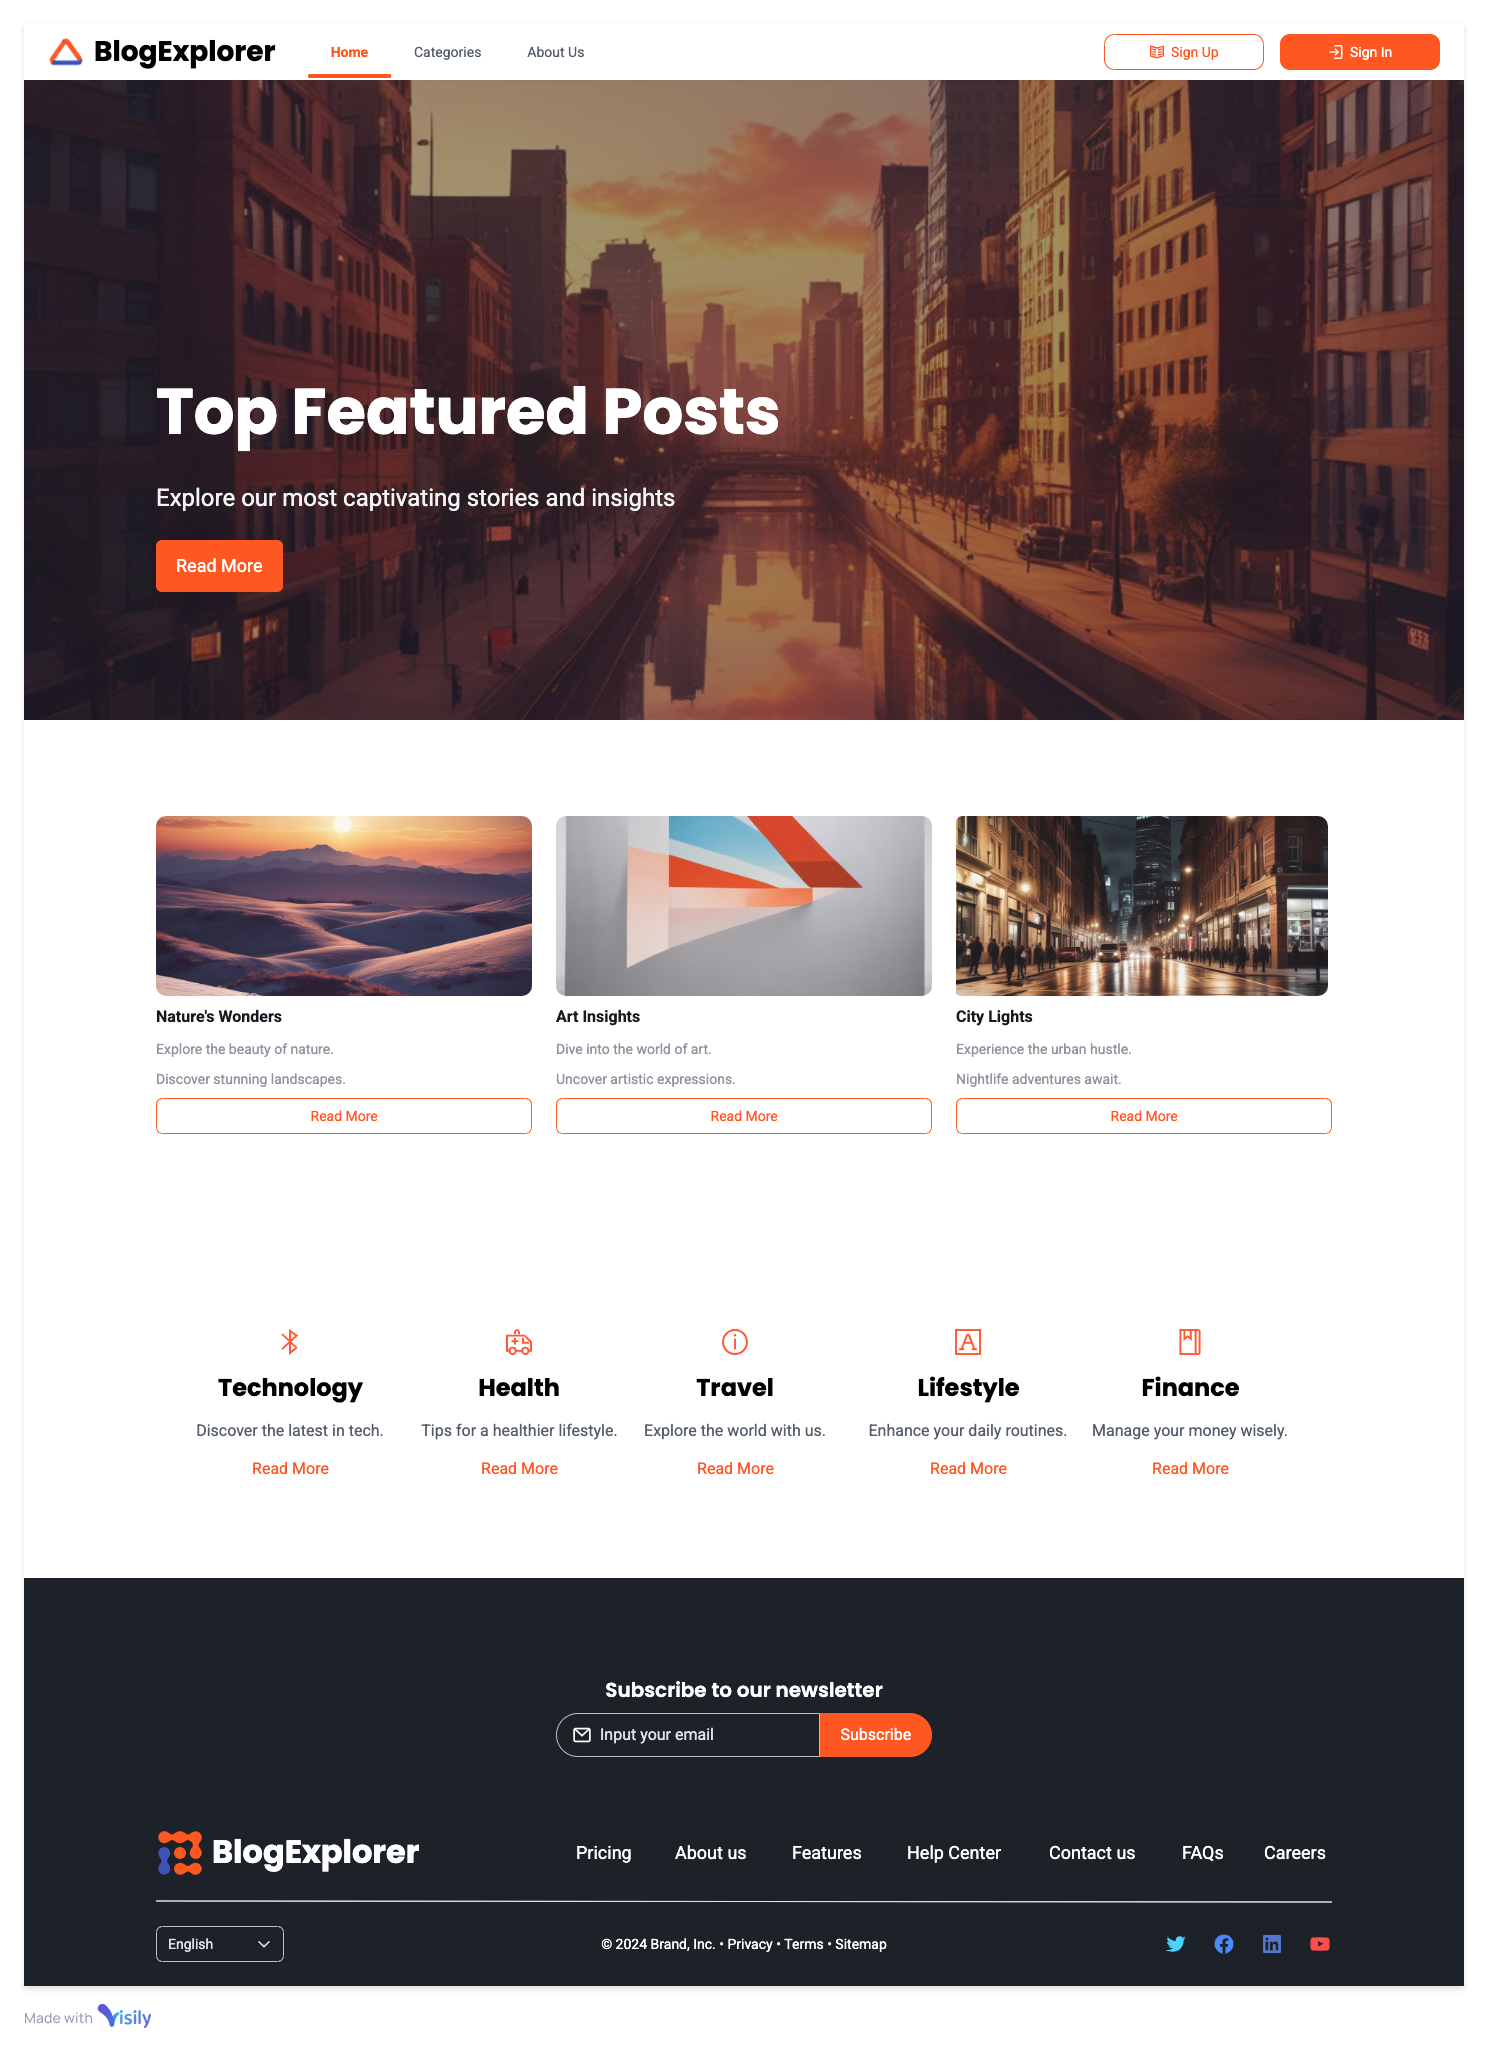 BlogExplorer
Home Categories About Us
Sign Up Sign In
Top Featured Posts
Explore our most captivating stories and insights
Read More
Nature's Wonders
Explore the beauty of nature.
Discover stunning landscapes.
Read More
Art Insights
Dive into the world of art.
Uncover artistic expressions.
Read More
City Lights
Experience the urban hustle.
Nightlife adventures await.
Read More
Technology
Discover the latest in tech.
Read More
Health
Tips for a healthier lifestyle.
Read More
Travel
Explore the world with us.
Read More
Lifestyle
Enhance your daily routines.
Read More
Finance
Manage your money wisely.
Read More
Subscribe to our newsletter
Input your email Subscribe
BlogExplorer
Pricing About us Features Help Center Contact us FAQs Careers
English
© 2024 Brand, Inc. • Privacy • Terms • Sitemap
Made with Visily